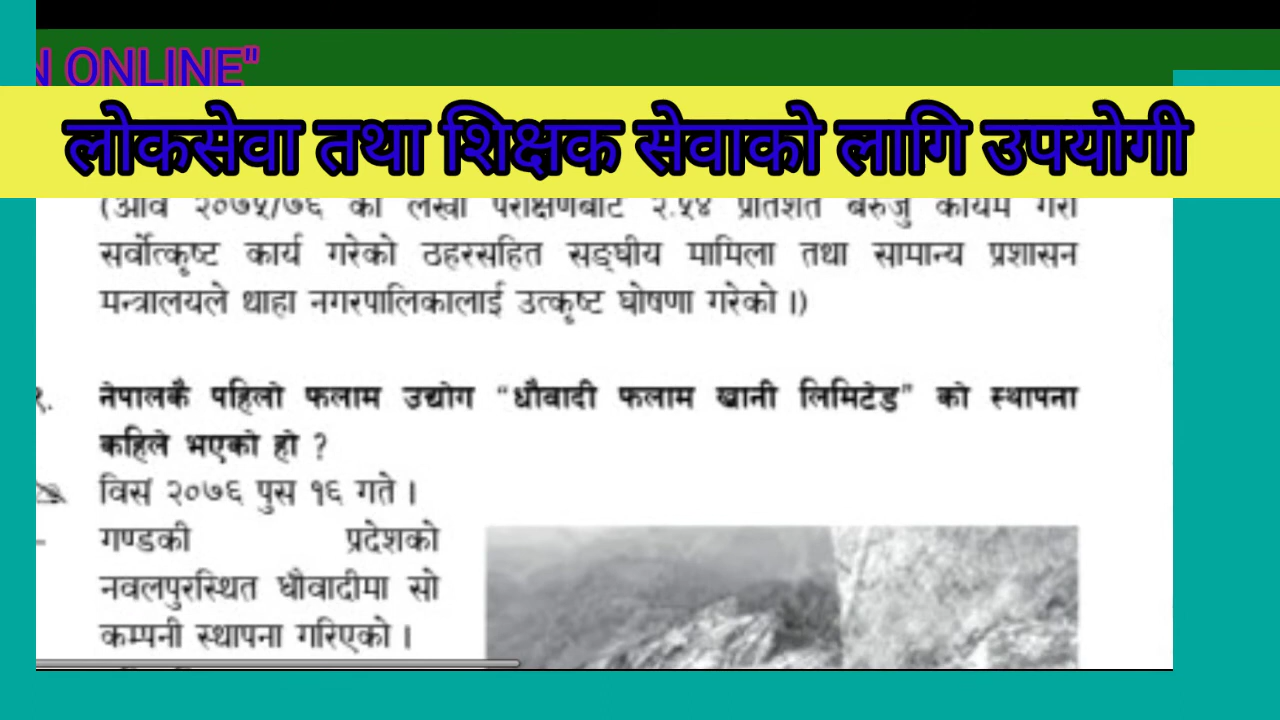 N ONLINE"
लोकसेवा तथा शिक्षक सेवाको लागि उपयोगी
(आव २०७५/७६ को लेखा परीक्षणबाट २.५४ प्रतिशत बेरुजु कायम गरी
सर्वोत्कृष्ट कार्य गरेको ठहरसहित सङ्घीय मामिला तथा सामान्य प्रशासन
मन्त्रालयले थाहा नगरपालिकालाई उत्कृष्ट घोषणा गरेको ।)
नेपालकै पहिलो फलाम उद्योग “धौवादी फलाम खानी लिमिटेड” को स्थापना
कहिले भएको हो ?
विसं २०७६ पुस १६ गते ।
गण्डकी प्रदेशको
नवलपुरस्थित धौवादीमा सो
कम्पनी स्थापना गरिएको ।